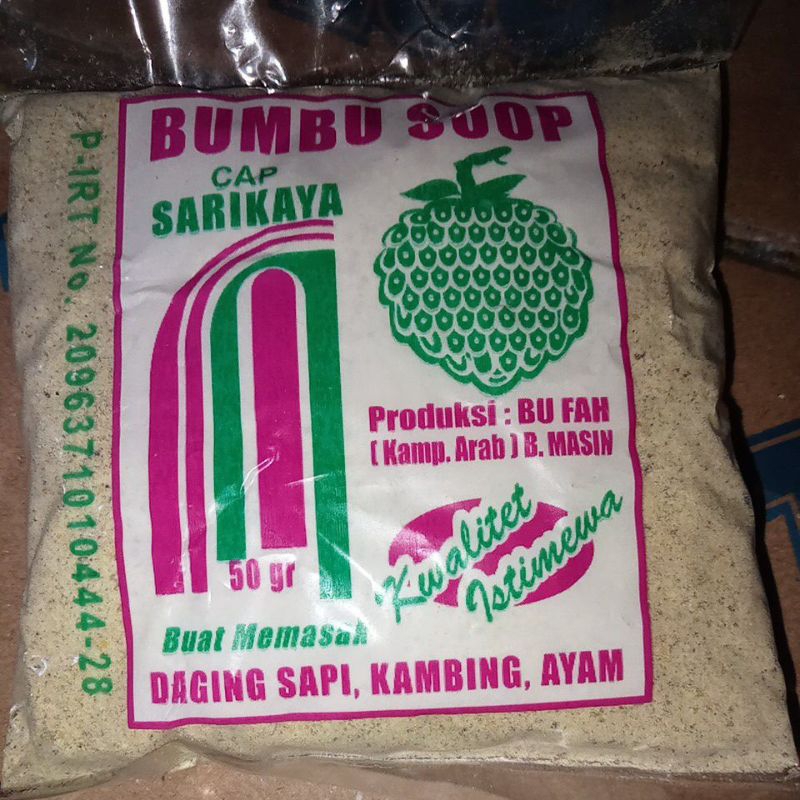 BUMBU SOOP
CAP
SARIKAYA
Produksi : BU FAH
( Kamp. Arab ) B. MASIN
50 gr
Kwalitet
Istimewa
Buat Memasak
DAGING SAPI, KAMBING, AYAM
P-IRT No. 2096371010444-28